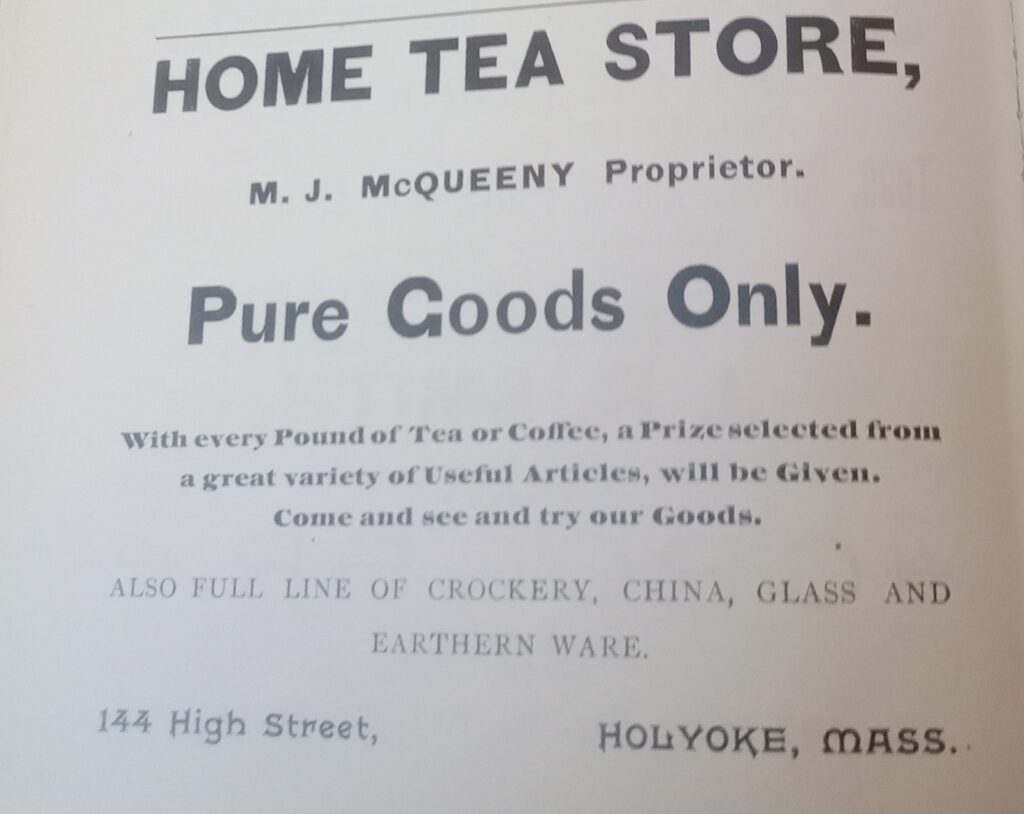 HOME TEA STORE,
M. J. McQUEENY Proprietor.
Pure Goods Only.
With every Pound of Tea or Coffee, a Prize selected from
a great variety of Useful Articles, will be Given.
Come and see and try our Goods.
ALSO FULL LINE OF CROCKERY, CHINA, GLASS AND
EARTHERN WARE.
144 High Street, HOLYOKE, MASS.